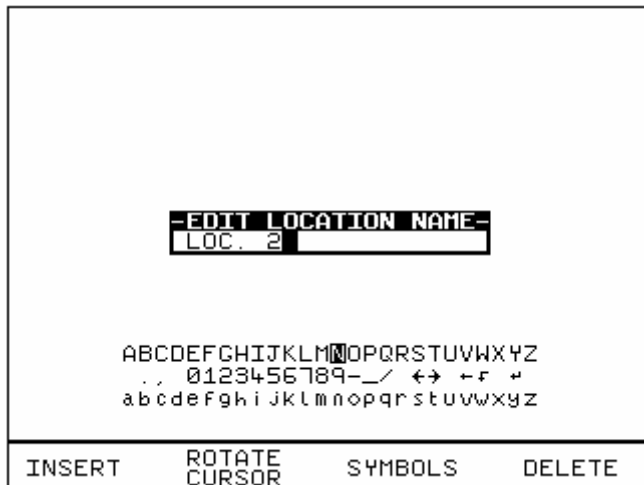 -EDIT LOCATION NAME-
LOC. 2
ABCDEFGHIJKLMNOPQRSTUVWXYZ
., 0123456789-_/ ←→ ←r ↵
abcdefghijklmnopqrstuvwxyz
INSERT ROTATE CURSOR SYMBOLS DELETE